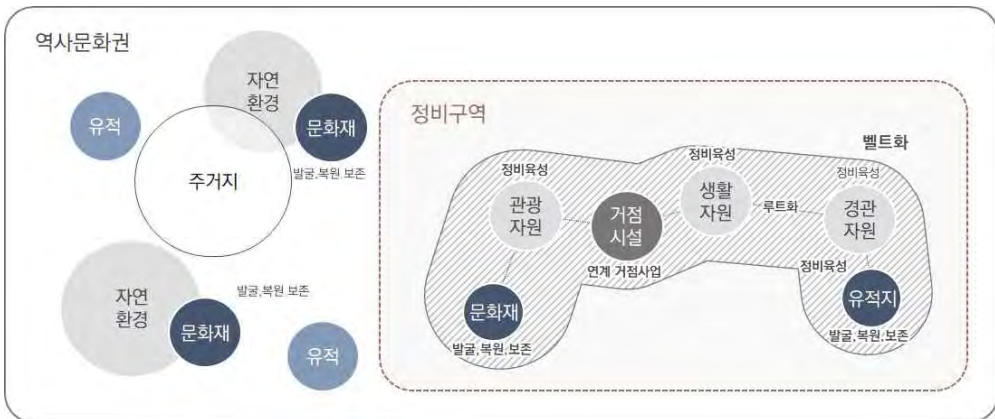 역사문화권
자연
환경
유적
문화재
발굴,복원 보존
주거지
자연
환경
발굴,복원 보존
문화재
유적
정비구역
벨트화
정비육성
관광
자원
거점
시설
연계 거점사업
정비육성
생활
자원
루트화
정비육성
경관
자원
정비육성
문화재
발굴,복원·보존
유적지
발굴,복원·보존